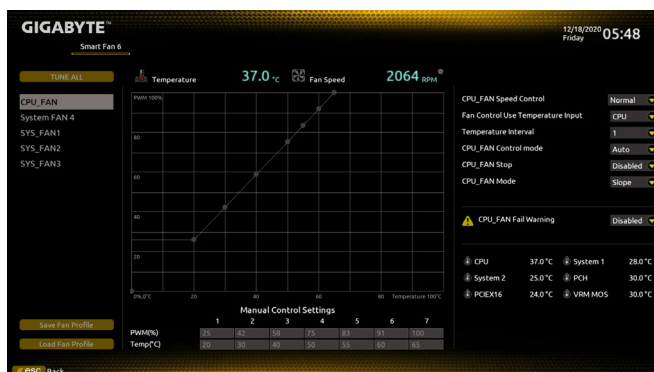 GIGABYTE™
Smart Fan 6
12/18/2020 Friday 05:48
TUNE ALL
Temperature 37.0 °C Fan Speed 2064 RPM
CPU_FAN
System FAN 4
SYS_FAN1
SYS_FAN2
SYS_FAN3
PWM 100%
80
60
40
20
0%,0°C 20 40 60 80 Temperature 100°C
CPU_FAN Speed Control Normal
Fan Control Use Temperature Input CPU
Temperature Interval 1
CPU_FAN Control mode Auto
CPU_FAN Stop Disabled
CPU_FAN Mode Slope
CPU_FAN Fail Warning Disabled
CPU 37.0°C System 1 28.0°C
System 2 25.0°C PCH 30.0°C
PCIEX16 24.0°C VRM MOS 30.0°C
Manual Control Settings
1 2 3 4 5 6 7
PWM(%) 25 42 58 75 83 91 100
Temp(°C) 20 30 40 50 55 60 65
Save Fan Profile
Load Fan Profile
esc Back